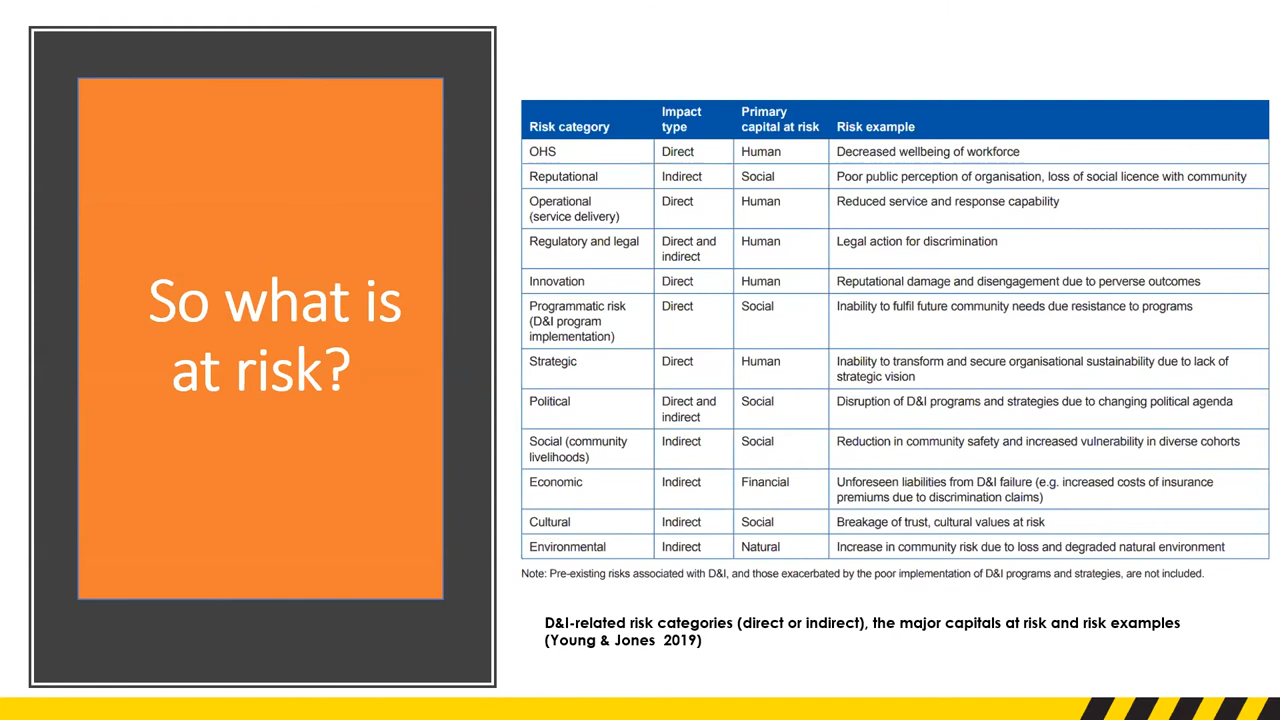 So what is
at risk?
Risk category Impact type Primary capital at risk Risk example
OHS Direct Human Decreased wellbeing of workforce
Reputational Indirect Social Poor public perception of organisation, loss of social licence with community
Operational (service delivery) Direct Human Reduced service and response capability
Regulatory and legal Direct and indirect Human Legal action for discrimination
Innovation Direct Human Reputational damage and disengagement due to perverse outcomes
Programmatic risk (D&I program implementation) Direct Social Inability to fulfil future community needs due resistance to programs
Strategic Direct Human Inability to transform and secure organisational sustainability due to lack of strategic vision
Political Direct and indirect Social Disruption of D&I programs and strategies due to changing political agenda
Social (community livelihoods) Indirect Social Reduction in community safety and increased vulnerability in diverse cohorts
Economic Indirect Financial Unforeseen liabilities from D&I failure (e.g. increased costs of insurance premiums due to discrimination claims)
Cultural Indirect Social Breakage of trust, cultural values at risk
Environmental Indirect Natural Increase in community risk due to loss and degraded natural environment
Note: Pre-existing risks associated with D&I, and those exacerbated by the poor implementation of D&I programs and strategies, are not included.
D&I-related risk categories (direct or indirect), the major capitals at risk and risk examples
(Young & Jones 2019)